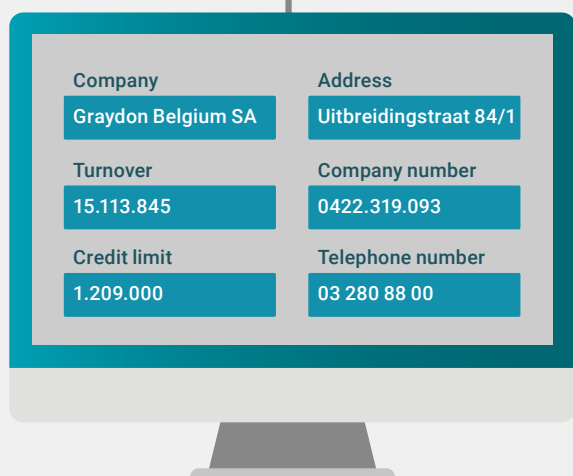 Company
Graydon Belgium SA
Address
Uitbreidingstraat 84/1
Turnover
15.113.845
Company number
0422.319.093
Credit limit
1.209.000
Telephone number
03 280 88 00